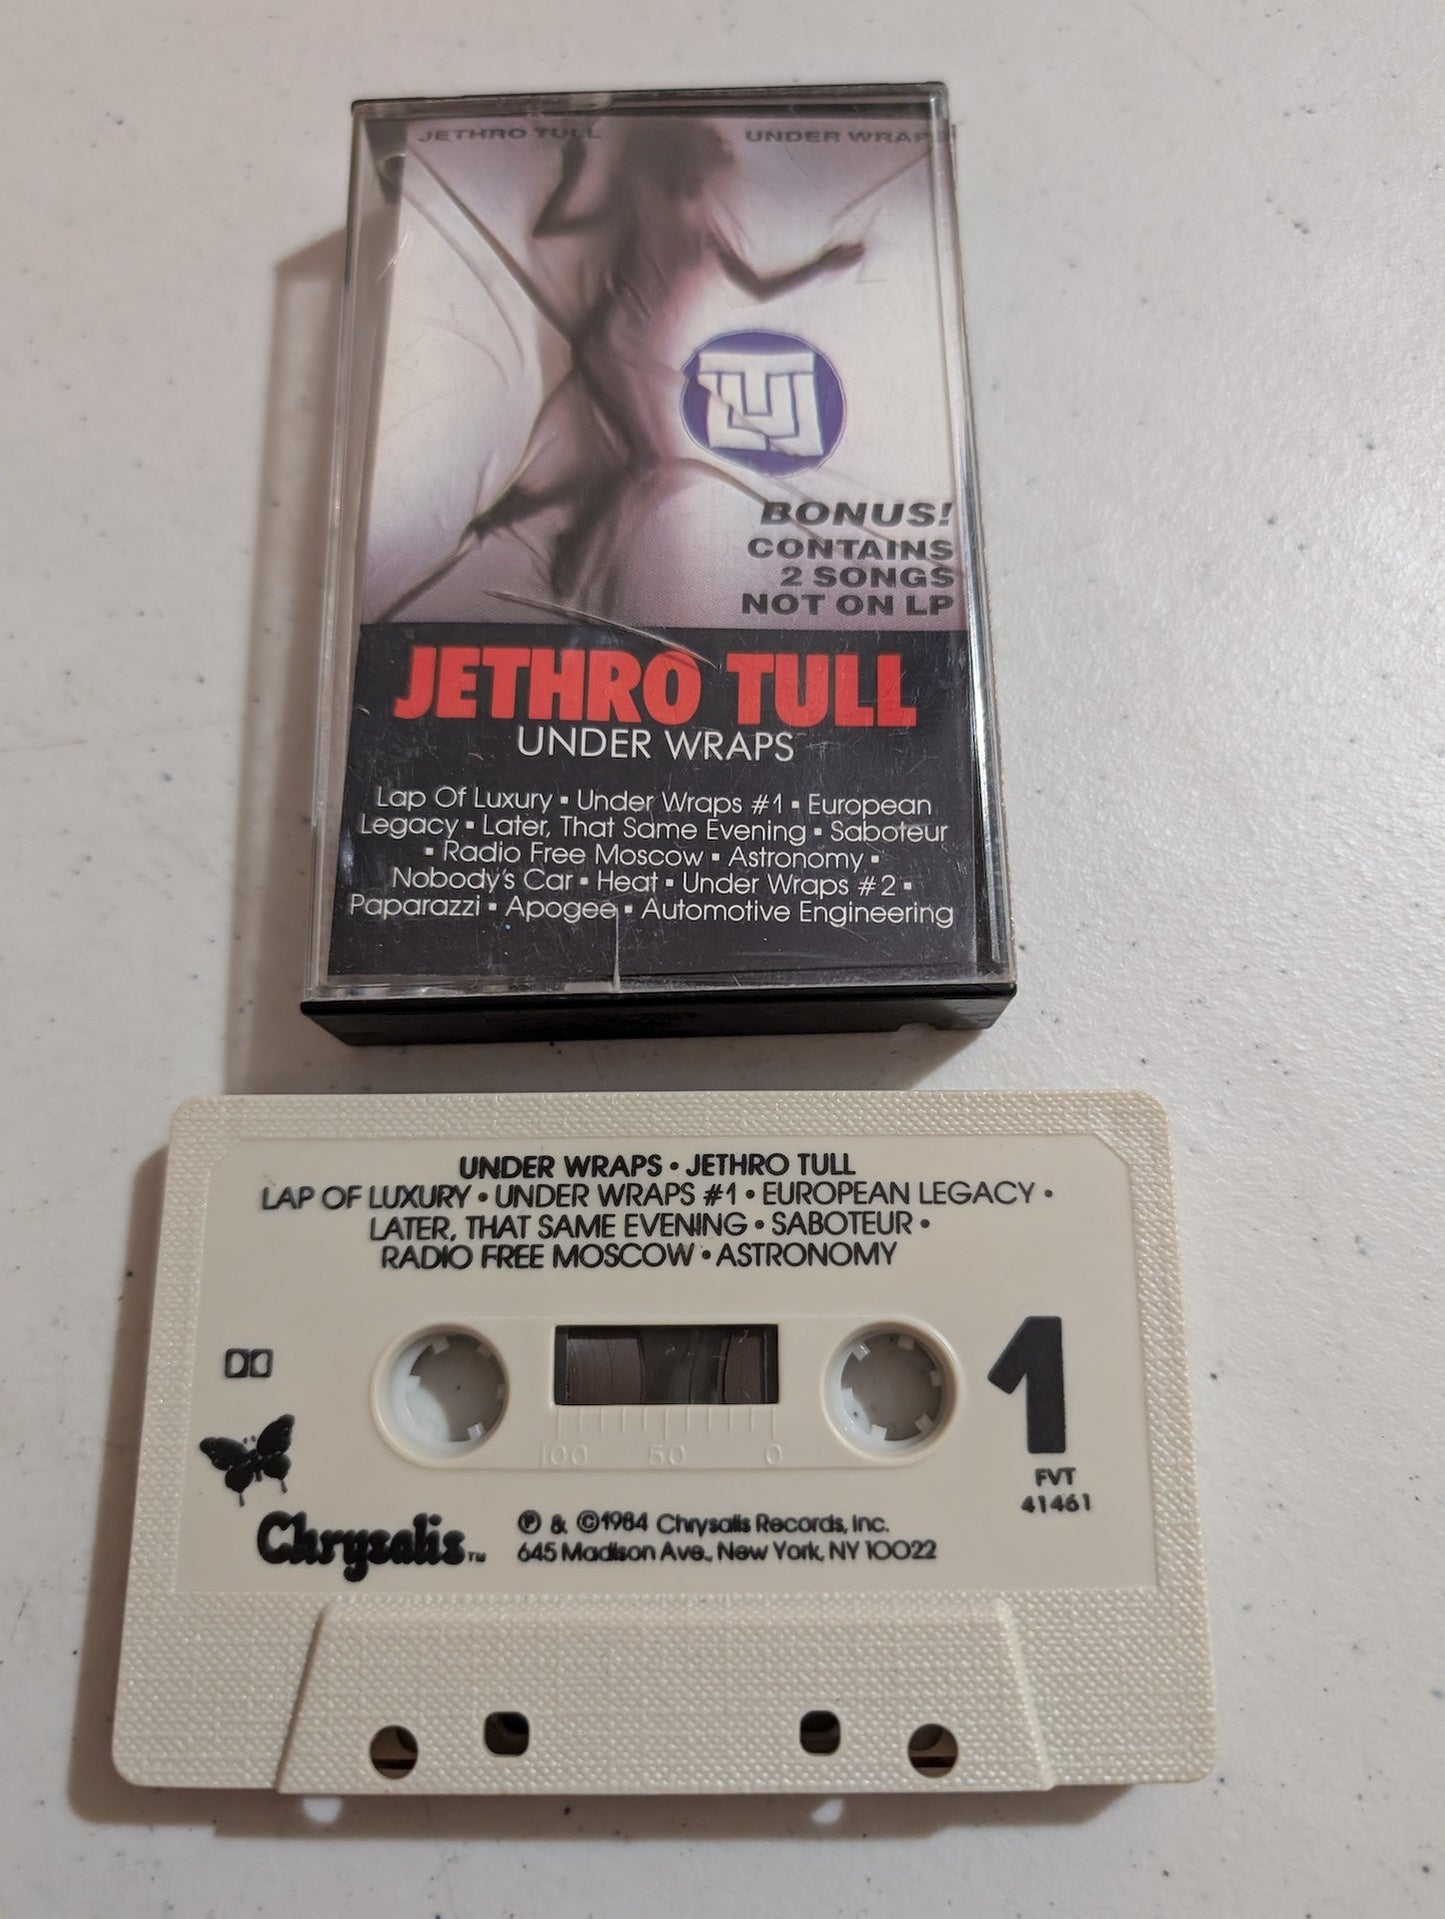 JETHRO TULL UNDER WRAPS
BONUS!
CONTAINS
2 SONGS
NOT ON LP
JETHRO TULL
UNDER WRAPS
Lap Of Luxury ▪ Under Wraps #1 ▪ European
Legacy ▪ Later, That Same Evening ▪ Saboteur
▪ Radio Free Moscow ▪ Astronomy ▪
Nobody's Car ▪ Heat ▪ Under Wraps #2 ▪
Paparazzi ▪ Apogee ▪ Automotive Engineering
UNDER WRAPS • JETHRO TULL
LAP OF LUXURY • UNDER WRAPS #1 • EUROPEAN LEGACY •
LATER, THAT SAME EVENING • SABOTEUR •
RADIO FREE MOSCOW • ASTRONOMY
1
100 50 0
FVT
41461
Chrysalis™
℗ & ©1984 Chrysalis Records, Inc.
645 Madison Ave., New York, NY 10022